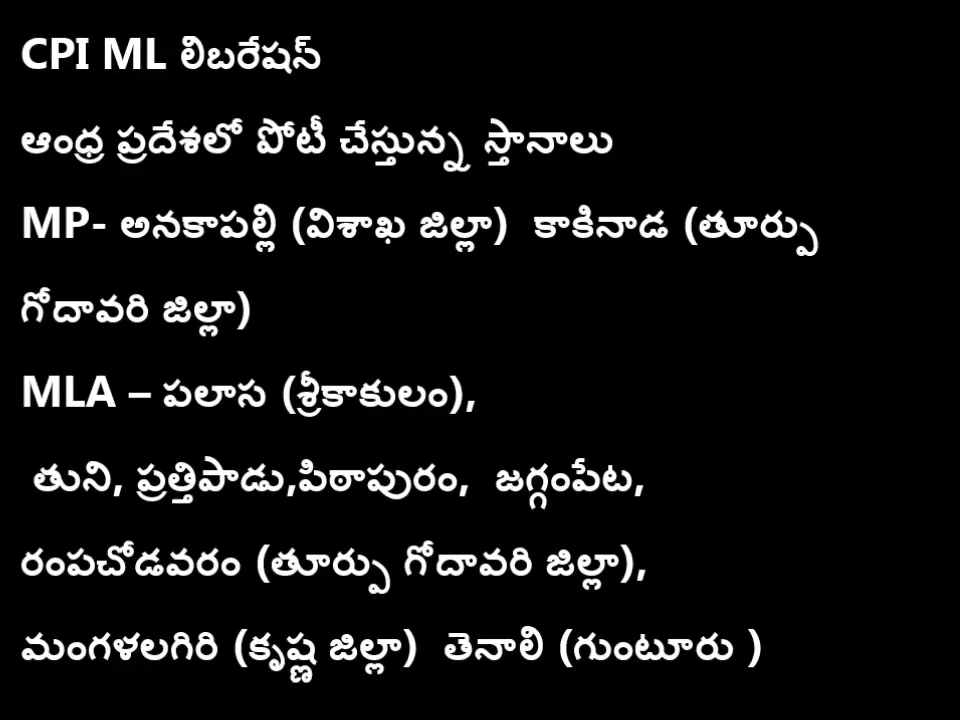 CPI ML లిబరేషన్
ఆంధ్ర ప్రదేశలో పోటీ చేస్తున్న స్తానాలు
MP- అనకాపల్లి (విశాఖ జిల్లా)  కాకినాడ (తూర్పు
గోదావరి జిల్లా)
MLA – పలాస (శ్రీకాకులం),
తుని, ప్రత్తిపాడు,పిఠాపురం,  జగ్గంపేట,
రంపచోడవరం (తూర్పు గోదావరి జిల్లా),
మంగళలగిరి (కృష్ణ జిల్లా)  తెనాలి (గుంటూరు )